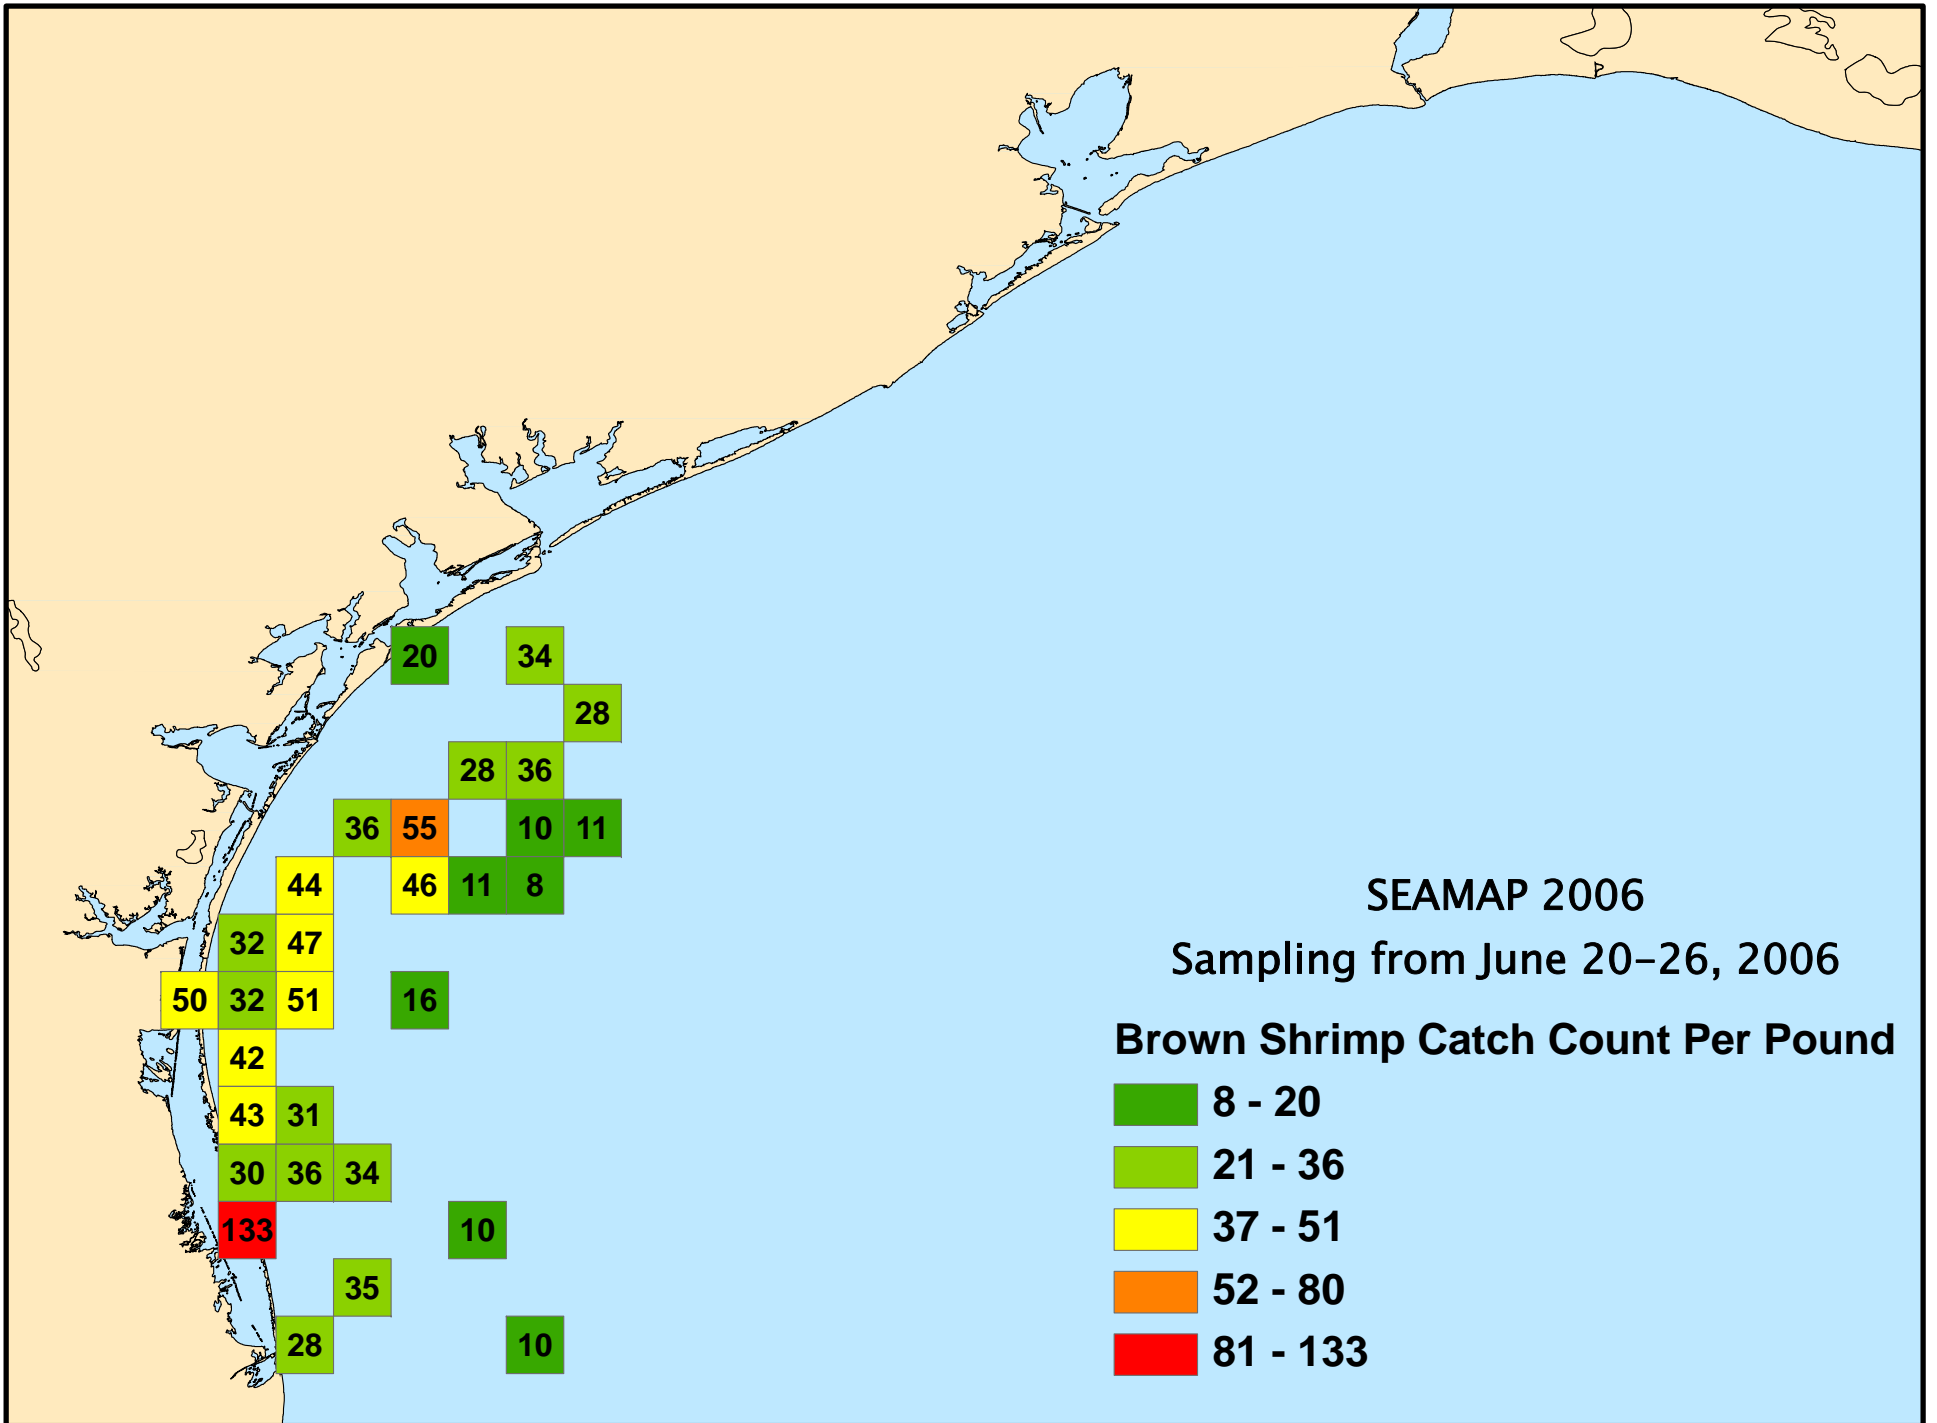 20 34
28
28 36
36 55 10 11
44 46 11 8
32 47
50 32 51 16
42
43 31
30 36 34
133 10
35
28 10
SEAMAP 2006
Sampling from June 20-26, 2006
Brown Shrimp Catch Count Per Pound
8 - 20
21 - 36
37 - 51
52 - 80
81 - 133